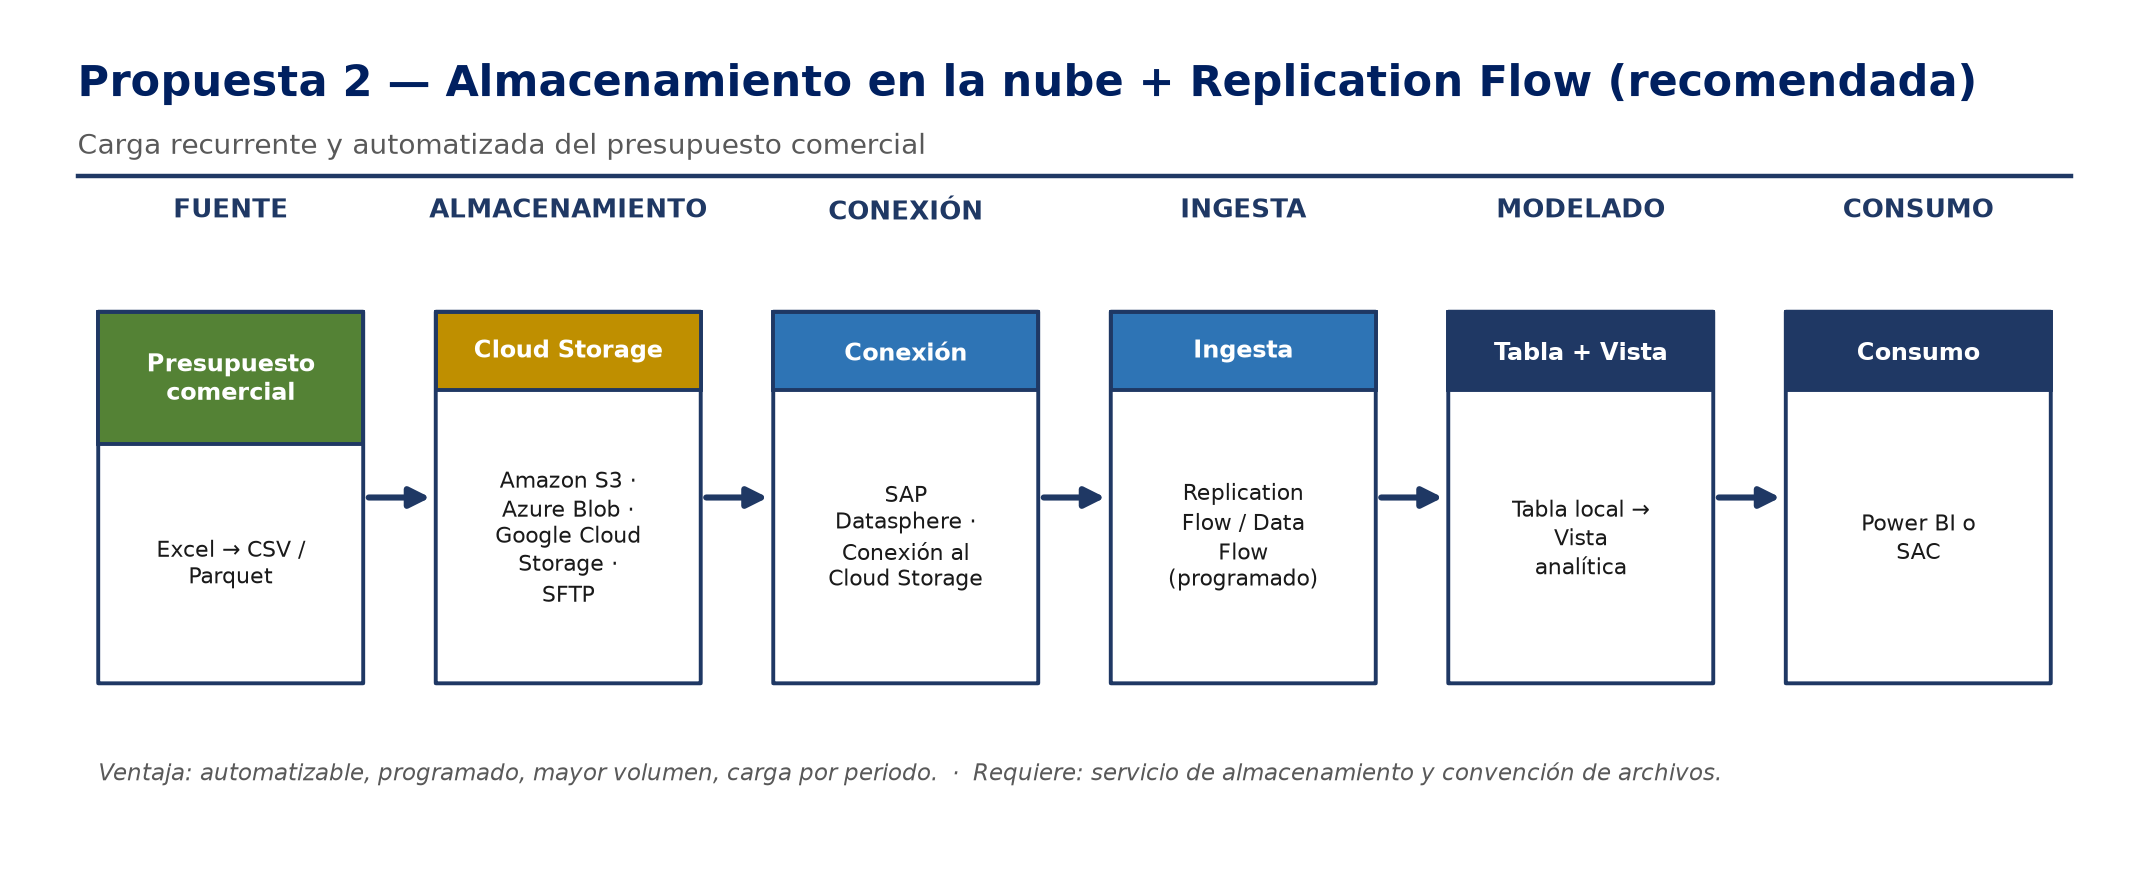 Propuesta 2 — Almacenamiento en la nube + Replication Flow (recomendada)
Carga recurrente y automatizada del presupuesto comercial
FUENTE
ALMACENAMIENTO
CONEXIÓN
INGESTA
MODELADO
CONSUMO
Presupuesto
comercial
Excel → CSV /
Parquet
Cloud Storage
Amazon S3 ·
Azure Blob ·
Google Cloud
Storage ·
SFTP
Conexión
SAP
Datasphere ·
Conexión al
Cloud Storage
Ingesta
Replication
Flow / Data
Flow
(programado)
Tabla + Vista
Tabla local →
Vista
analítica
Consumo
Power BI o
SAC
Ventaja: automatizable, programado, mayor volumen, carga por periodo. · Requiere: servicio de almacenamiento y convención de archivos.